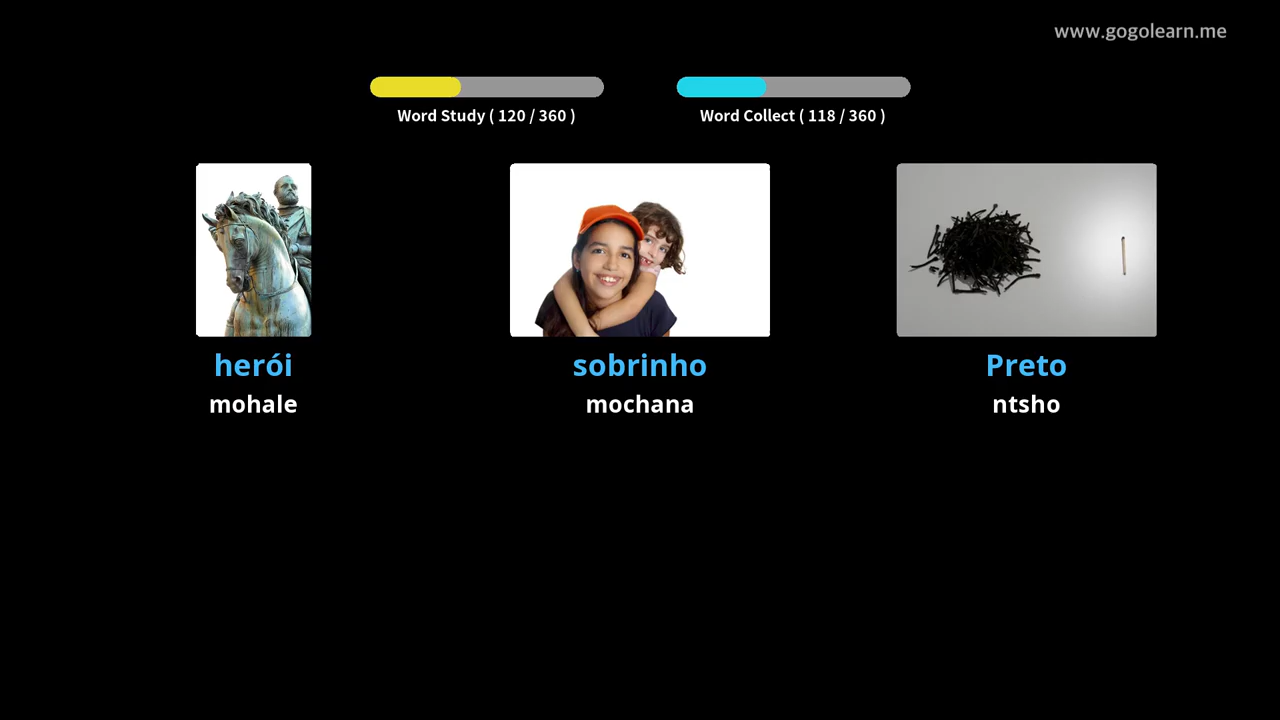 www.gogolearn.me
Word Study ( 120 / 360 )
Word Collect ( 118 / 360 )
herói
mohale
sobrinho
mochana
Preto
ntsho